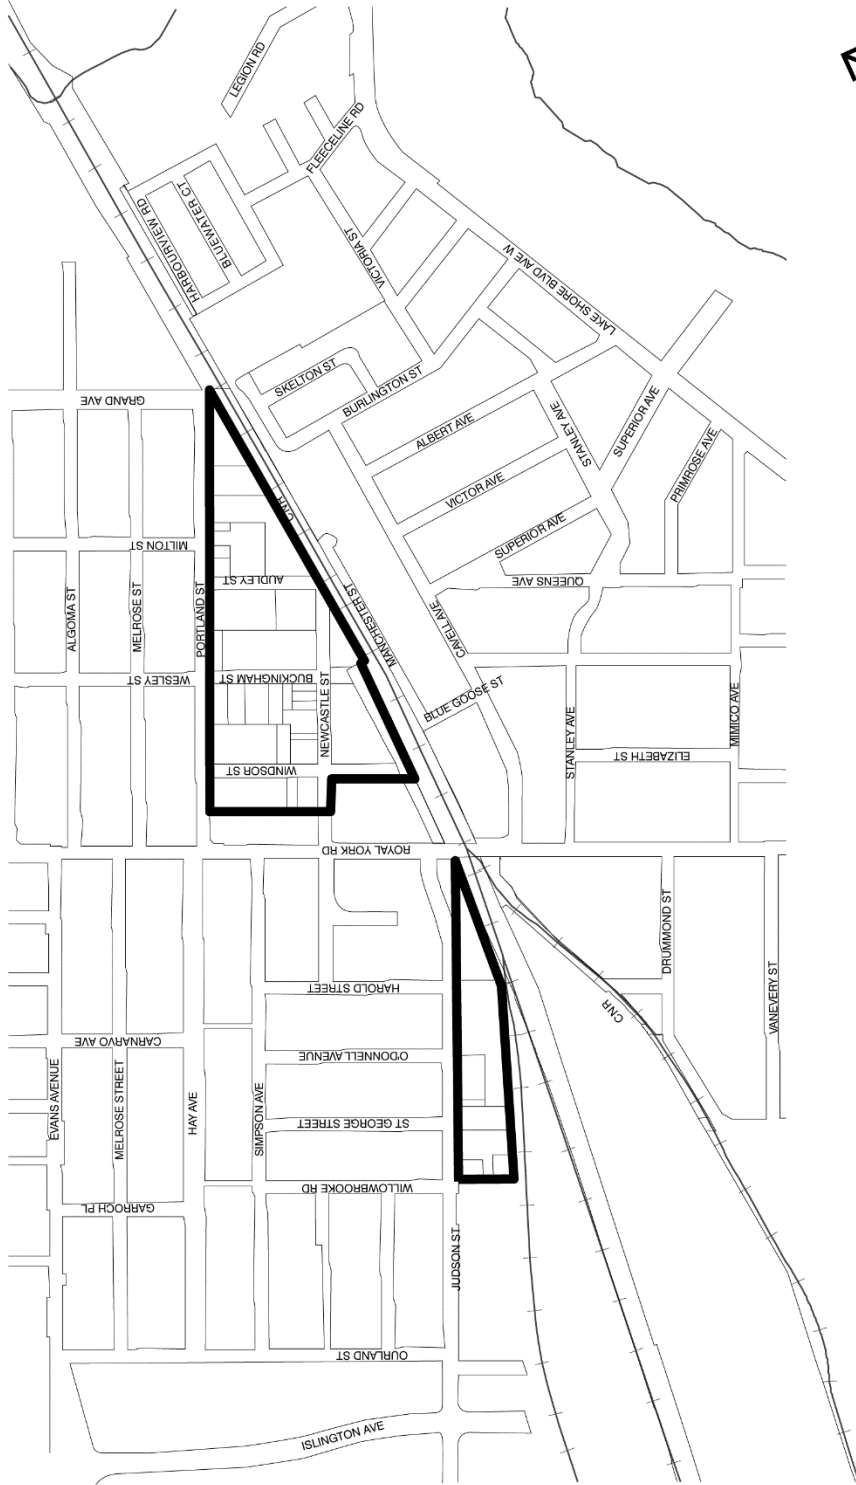 LEGION RD
FLEECELINE RD
HARBOURVIEW RD
BLUEWATER CT
VICTORIA ST
LAKE SHORE BLVD AVE W
SKELTON ST
BURLINGTON ST
GRAND AVE
ALBERT AVE
STANLEY AVE
SUPERIOR AVE
PRIMROSE AVE
VICTOR AVE
CNR
SUPERIOR AVE
MILTON ST
AUDLEY ST
QUEENS AVE
ALGOMA ST
MELROSE ST
PORTLAND ST
MANCHESTER ST
CAVELL AVE
WESLEY ST
BUCKINGHAM ST
NEWCASTLE ST
BLUE GOOSE ST
STANLEY AVE
MIMICO AVE
ELIZABETH ST
WINDSOR ST
ROYAL YORK RD
DRUMMOND ST
VANEVERY ST
HAROLD STREET
CNR
CARNARVO AVE
O'DONNELL AVENUE
EVANS AVENUE
MELROSE STREET
HAY AVE
SIMPSON AVE
ST GEORGE STREET
WILLOWBROOKE RD
GARROCH PL
JUDSON ST
OURLAND ST
ISLINGTON AVE